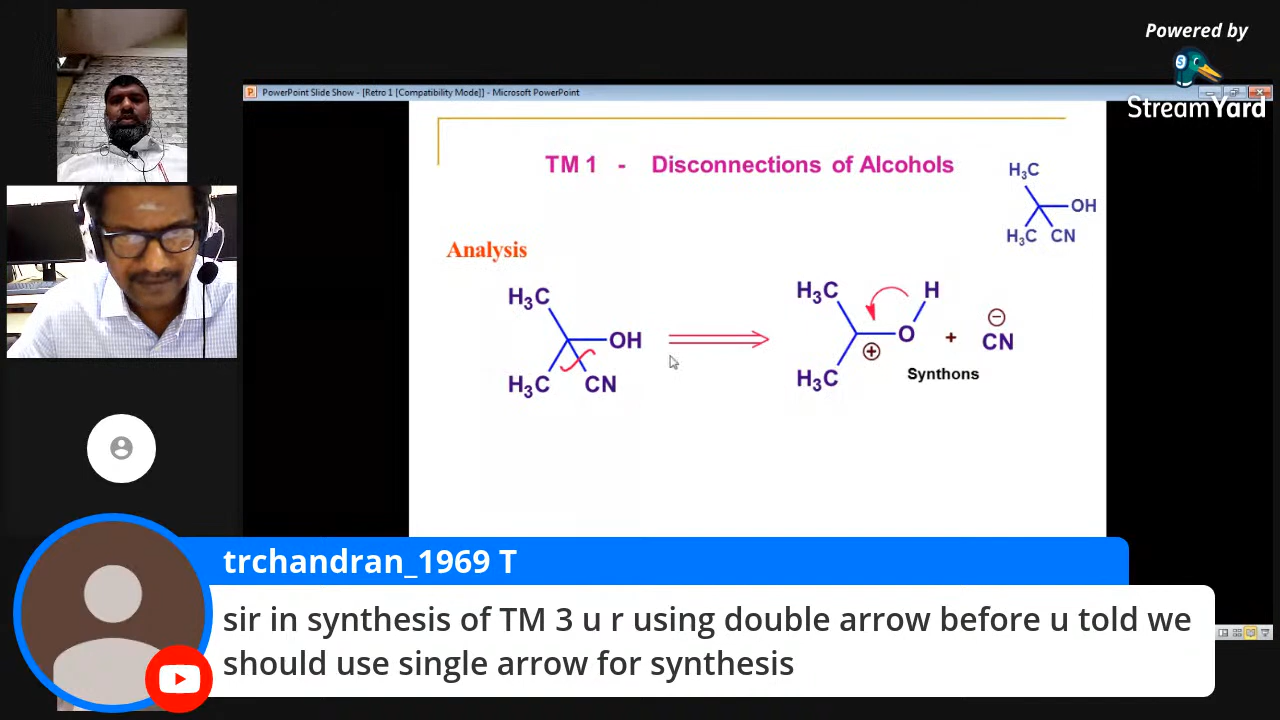 Powered by
StreamYard
PowerPoint Slide Show - [Retro 1 [Compatibility Mode]] - Microsoft PowerPoint
TM 1 - Disconnections of Alcohols
H₃C
OH
H₃C CN
Analysis
H₃C
OH
H₃C CN
H₃C
H
O
⊕
H₃C
+
⊖
CN
Synthons
trchandran_1969 T
sir in synthesis of TM 3 u r using double arrow before u told we
should use single arrow for synthesis